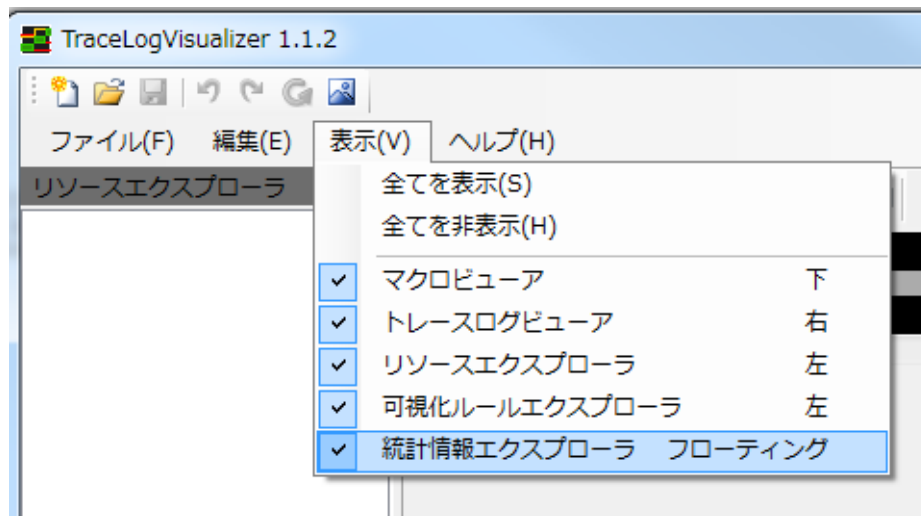 TraceLogVisualizer 1.1.2
ファイル(F) 編集(E) 表示(V) ヘルプ(H)
リソースエクスプローラ
全てを表示(S)
全てを非表示(H)
マクロビューア 下
トレースログビューア 右
リソースエクスプローラ 左
可視化ルールエクスプローラ 左
統計情報エクスプローラ フローティング